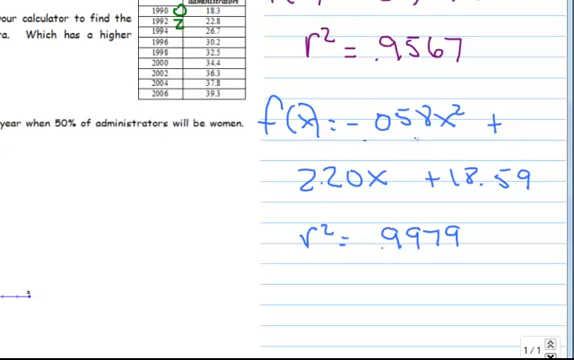 administrators
your calculator to find the
ra. Which has a higher
1990 0 18.3
1992 2 22.8
1994 26.7
1996 30.2
1998 32.5
2000 34.4
2002 36.3
2004 37.8
2006 39.3
year when 50% of administrators will be women.
r² = .9567
f(x) = -.058x² +
2.20x + 18.59
r² = .9979
x
1 / 1